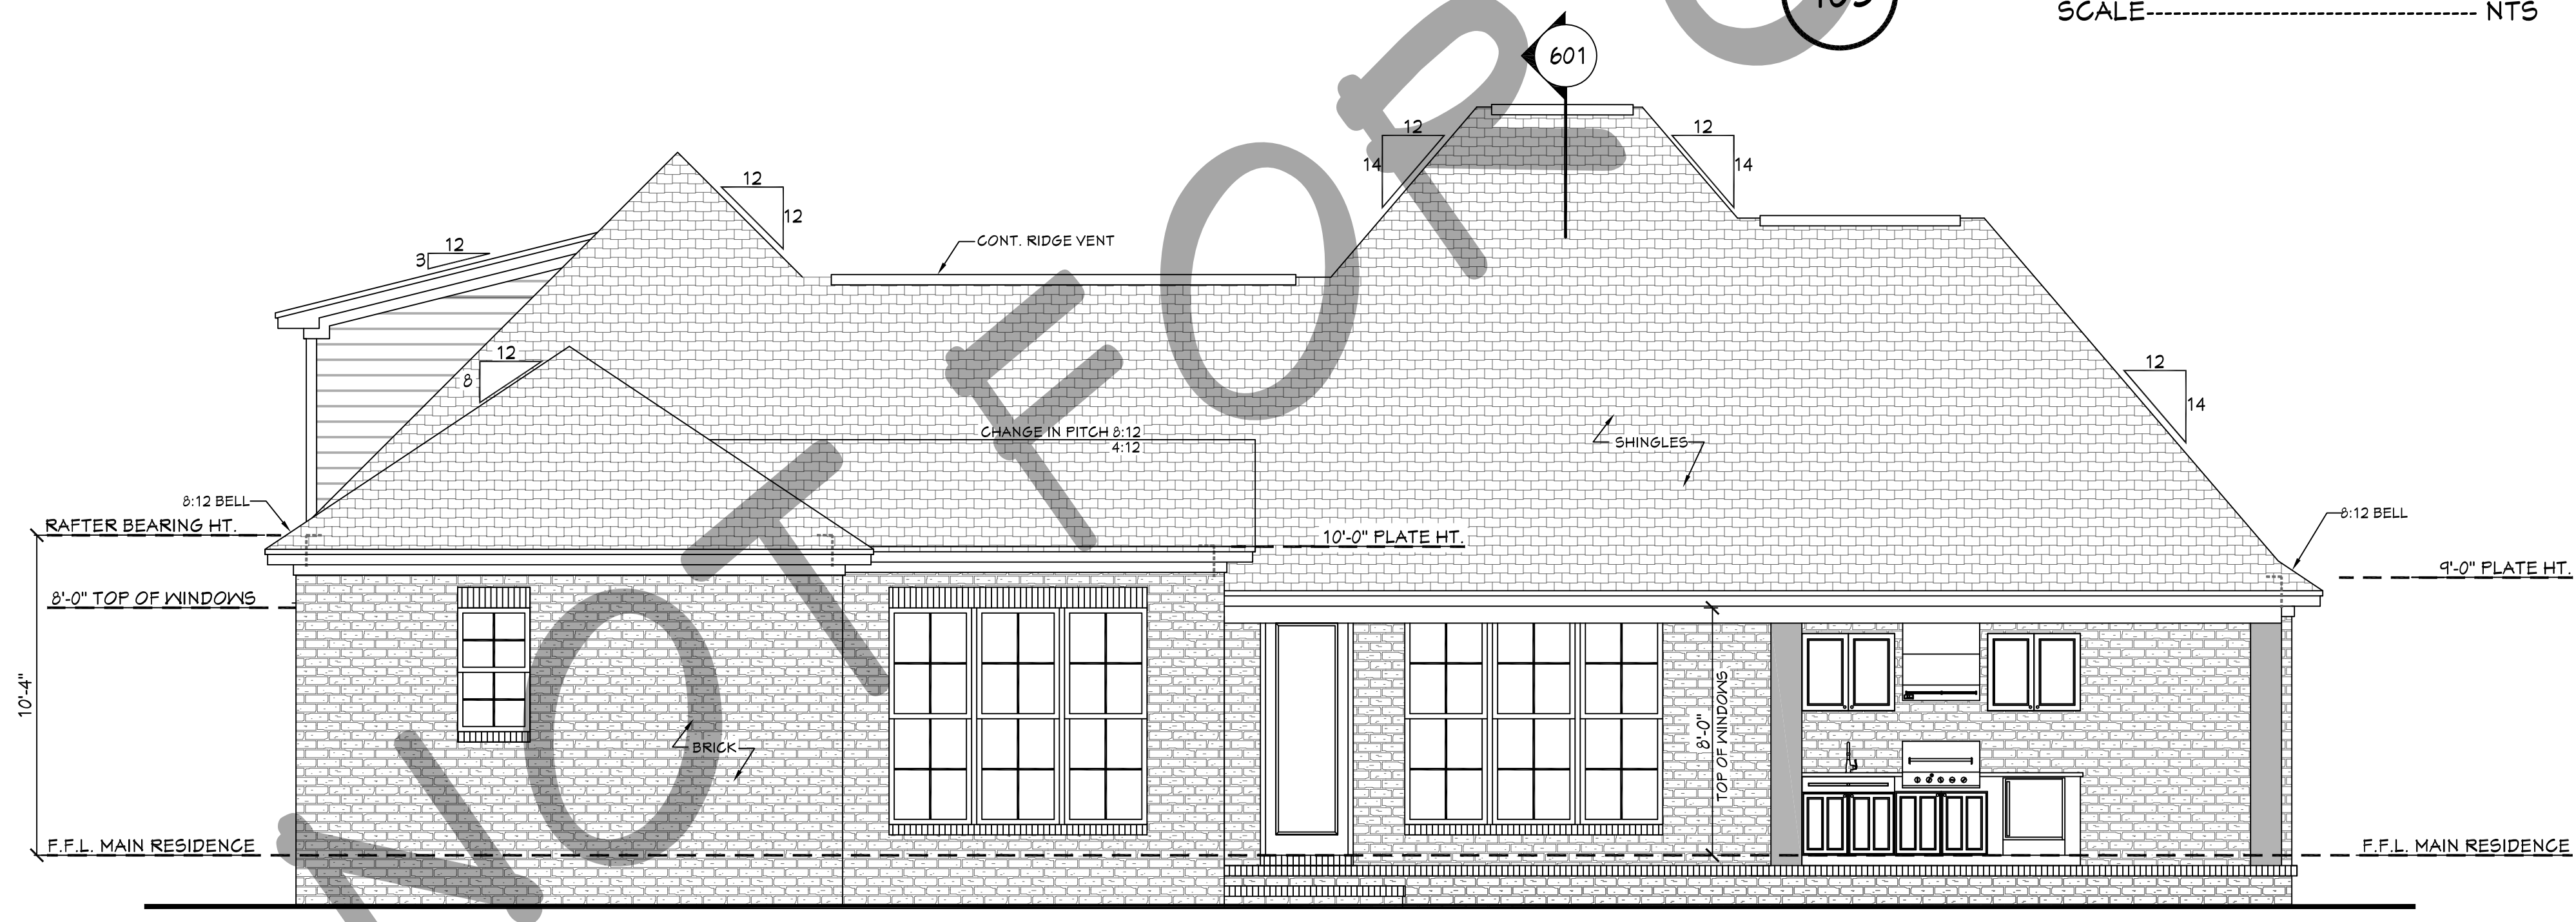 SCALE-------------------------------- NTS
601
12
14
12
14
12
12
CONT. RIDGE VENT
12
3
12
8
12
14
CHANGE IN PITCH 8:12
4:12
SHINGLES
8:12 BELL
8:12 BELL
RAFTER BEARING HT.
10'-0" PLATE HT.
9'-0" PLATE HT.
8'-0" TOP OF WINDOWS
10'-4"
BRICK
8'-0"
TOP OF WINDOWS
F.F.L. MAIN RESIDENCE
F.F.L. MAIN RESIDENCE
NOT FOR